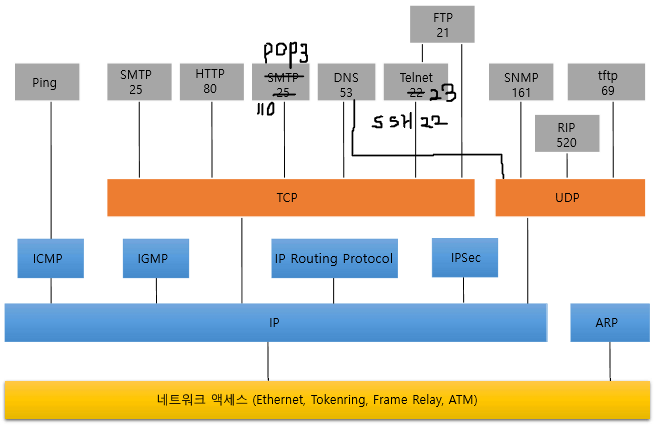 FTP
21
POP3
Ping
SMTP
25
HTTP
80
SMTP
25
110
DNS
53
Telnet
22
23
SSH 22
SNMP
161
tftp
69
RIP
520
TCP
UDP
ICMP
IGMP
IP Routing Protocol
IPSec
IP
ARP
네트워크 액세스 (Ethernet, Tokenring, Frame Relay, ATM)